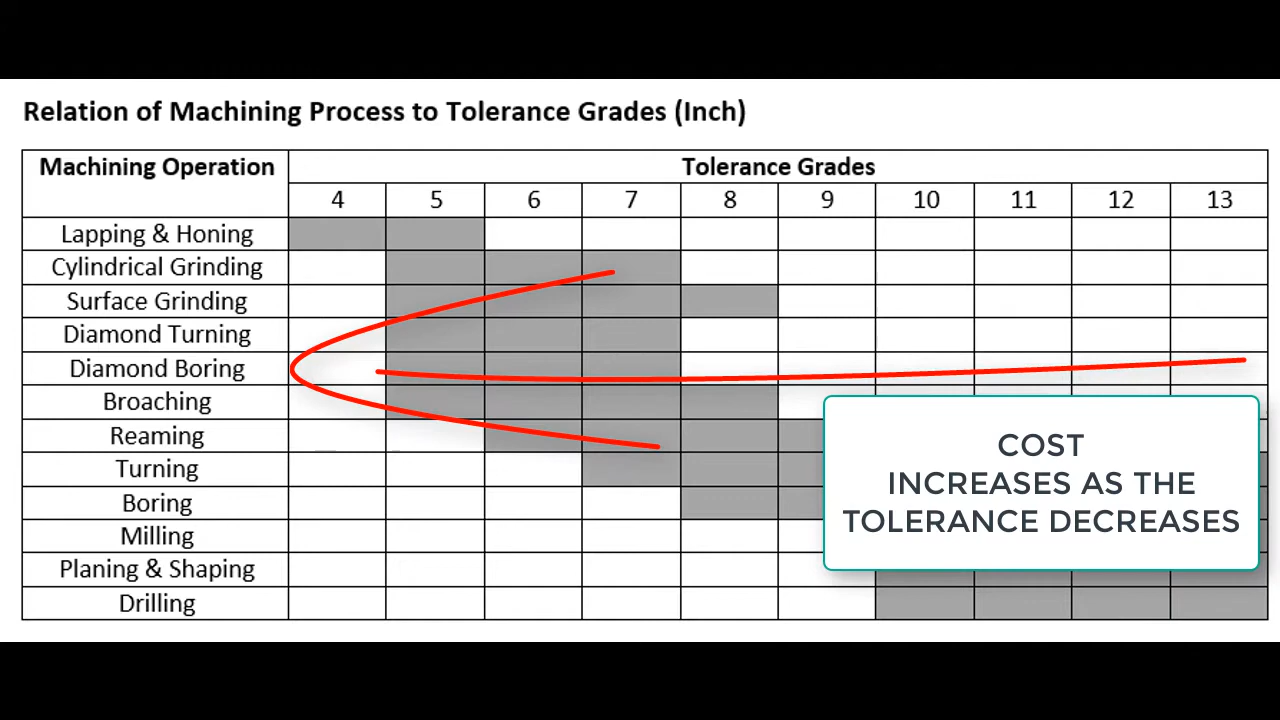 Relation of Machining Process to Tolerance Grades (Inch)
Machining Operation Tolerance Grades
4 5 6 7 8 9 10 11 12 13
Lapping & Honing
Cylindrical Grinding
Surface Grinding
Diamond Turning
Diamond Boring
Broaching
Reaming
Turning
Boring
Milling
Planing & Shaping
Drilling
COST
INCREASES AS THE
TOLERANCE DECREASES